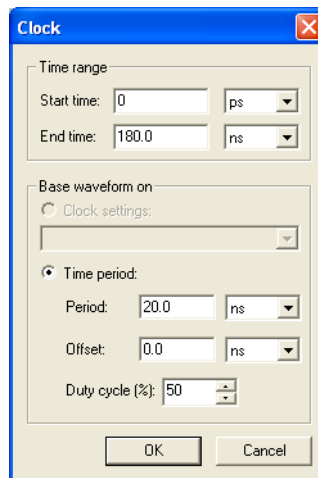 Clock
Time range
Start time: 0 ps
End time: 180.0 ns
Base waveform on
Clock settings:
Time period:
Period: 20.0 ns
Offset: 0.0 ns
Duty cycle (%): 50
OK Cancel